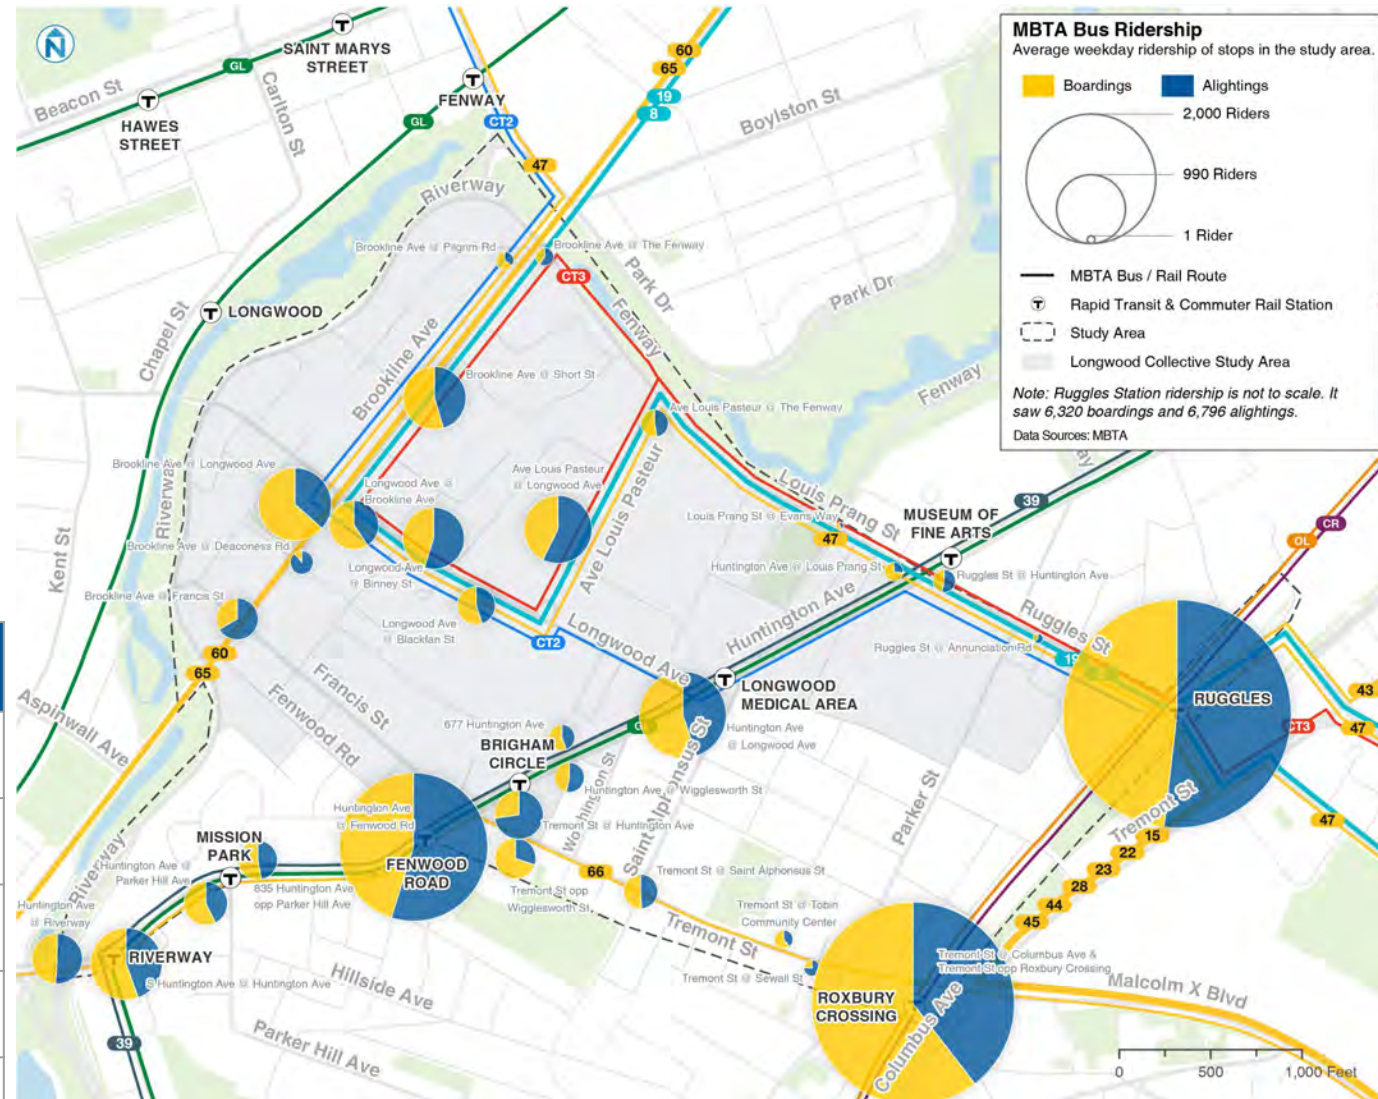 MBTA Bus Ridership
Average weekday ridership of stops in the study area.
Boardings
Alightings
2,000 Riders
990 Riders
1 Rider
MBTA Bus / Rail Route
T
Rapid Transit & Commuter Rail Station
Study Area
Longwood Collective Study Area
Note: Ruggles Station ridership is not to scale. It
saw 6,320 boardings and 6,796 alightings.
Data Sources: MBTA
N
T
SAINT MARYS
STREET
GL
Beacon St
Carlton St
T
HAWES
STREET
T
FENWAY
GL
CT2
60
65
19
8
Boylston St
47
Riverway
Brookline Ave @ Pilgrim Rd
Brookline Ave @ The Fenway
CT3
Park Dr
Fenway
Park Dr
Fenway
Chapel St
T
LONGWOOD
Brookline Ave
Brookline Ave @ Short St
Ave Louis Pasteur @ The Fenway
Brookline Ave @ Longwood Ave
Longwood Ave @
Brookline Ave
Ave Louis Pasteur
@ Longwood Ave
Ave Louis Pasteur
Riverway
Kent St
Louis Prang St
Louis Prang St @ Evans Way
47
39
MUSEUM OF
FINE ARTS
T
OL
CR
Brookline Ave @ Deaconess Rd
Longwood Ave
@ Binney St
Huntington Ave @ Louis Prang St
Ruggles St @ Huntington Ave
Brookline Ave @ Francis St
Longwood Ave
@ Blackfan St
CT2
Longwood Ave
Huntington Ave
Ruggles St
Ruggles St @ Annunciation Rd
19
60
65
Aspinwall Ave
Francis St
Fenwood Rd
T
LONGWOOD
MEDICAL AREA
RUGGLES
43
CT3
47
47
677 Huntington Ave
Huntington Ave
@ Longwood Ave
BRIGHAM
CIRCLE
T
Huntington Ave @ Wigglesworth St
Saint Alphonsus St
Parker St
Tremont St
15
22
23
28
44
45
Huntington Ave
@ Fenwood Rd
Tremont St @ Huntington Ave
FENWOOD
ROAD
MISSION
PARK
T
Riverway
Huntington Ave @
Parker Hill Ave
835 Huntington Ave
opp Parker Hill Ave
Tremont St opp
Wigglesworth St
66
Tremont St @ Saint Alphonsus St
Tremont St @ Tobin
Community Center
Tremont St
Huntington Ave
@ Riverway
RIVERWAY
S Huntington Ave @ Huntington Ave
Tremont St @ Sewall St
Tremont St @ Columbus Ave &
Tremont St opp Roxbury Crossing
ROXBURY
CROSSING
Malcolm X Blvd
Columbus Ave
Hillside Ave
Parker Hill Ave
39
0
500
1,000 Feet